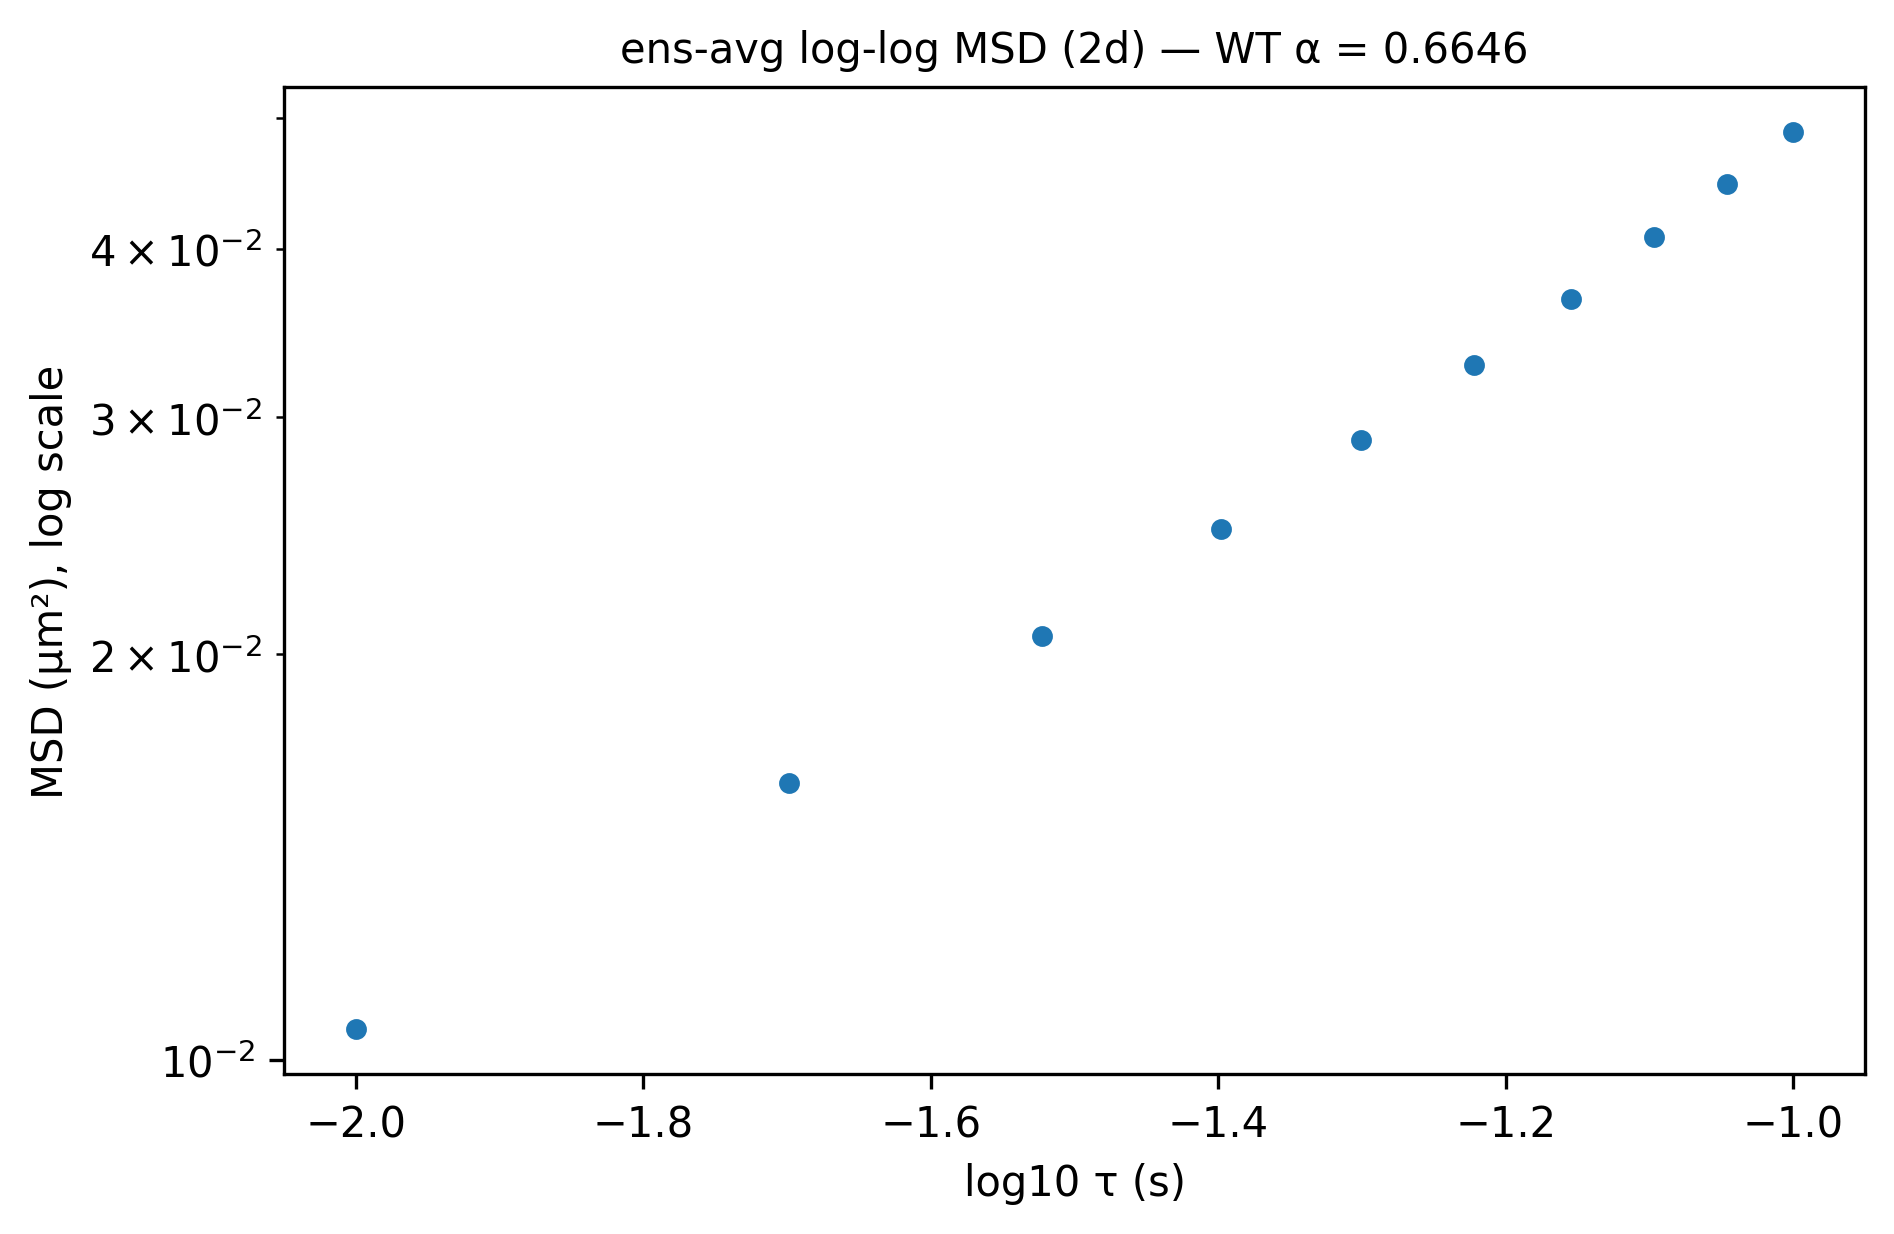 ens-avg log-log MSD (2d) — WT α = 0.6646
MSD (μm²), log scale
4 × 10⁻²
3 × 10⁻²
2 × 10⁻²
10⁻²
−2.0 −1.8 −1.6 −1.4 −1.2 −1.0
log10 τ (s)